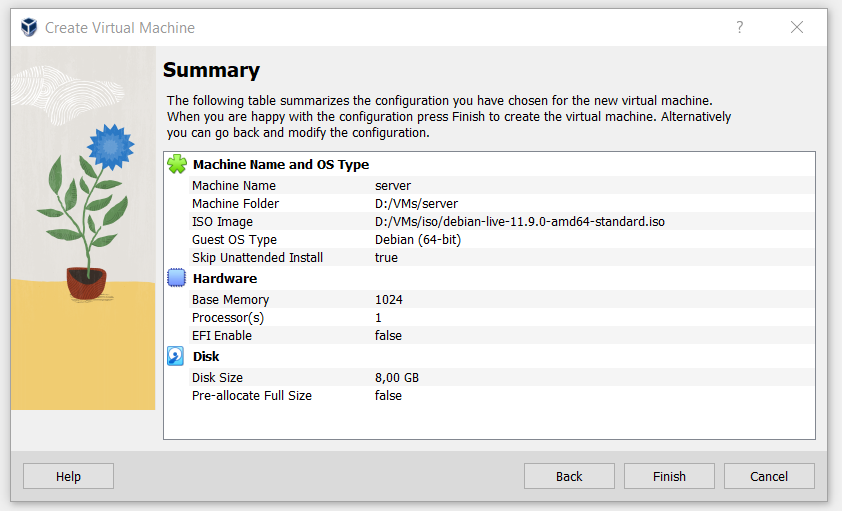 Create Virtual Machine
?
Summary
The following table summarizes the configuration you have chosen for the new virtual machine.
When you are happy with the configuration press Finish to create the virtual machine. Alternatively
you can go back and modify the configuration.
Machine Name and OS Type
Machine Name server
Machine Folder D:/VMs/server
ISO Image D:/VMs/iso/debian-live-11.9.0-amd64-standard.iso
Guest OS Type Debian (64-bit)
Skip Unattended Install true
Hardware
Base Memory 1024
Processor(s) 1
EFI Enable false
Disk
Disk Size 8,00 GB
Pre-allocate Full Size false
Help Back Finish Cancel